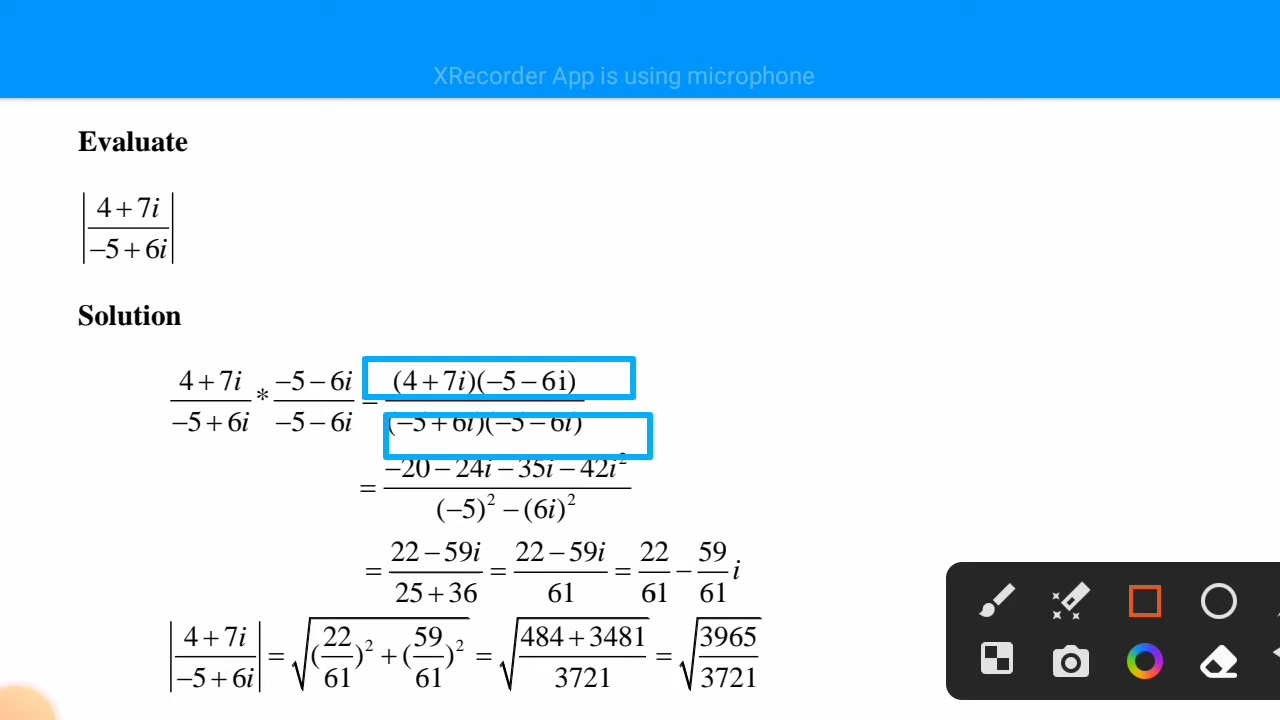 XRecorder App is using microphone
Evaluate
|(4 + 7i)/(−5 + 6i)|
Solution
(4 + 7i)/(−5 + 6i) * (−5 − 6i)/(−5 − 6i) = (4 + 7i)(−5 − 6i)/(−5 + 6i)(−5 − 6i)
= (−20 − 24i − 35i − 42i²)/((−5)² − (6i)²)
= (22 − 59i)/(25 + 36) = (22 − 59i)/61 = 22/61 − 59/61 i
|(4 + 7i)/(−5 + 6i)| = √((22/61)² + (59/61)²) = √((484 + 3481)/3721) = √(3965/3721)